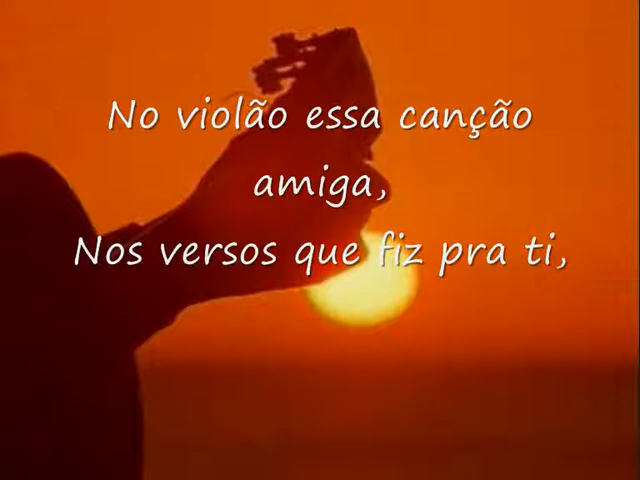 No violão essa canção
amiga,
Nos versos que fiz pra ti,